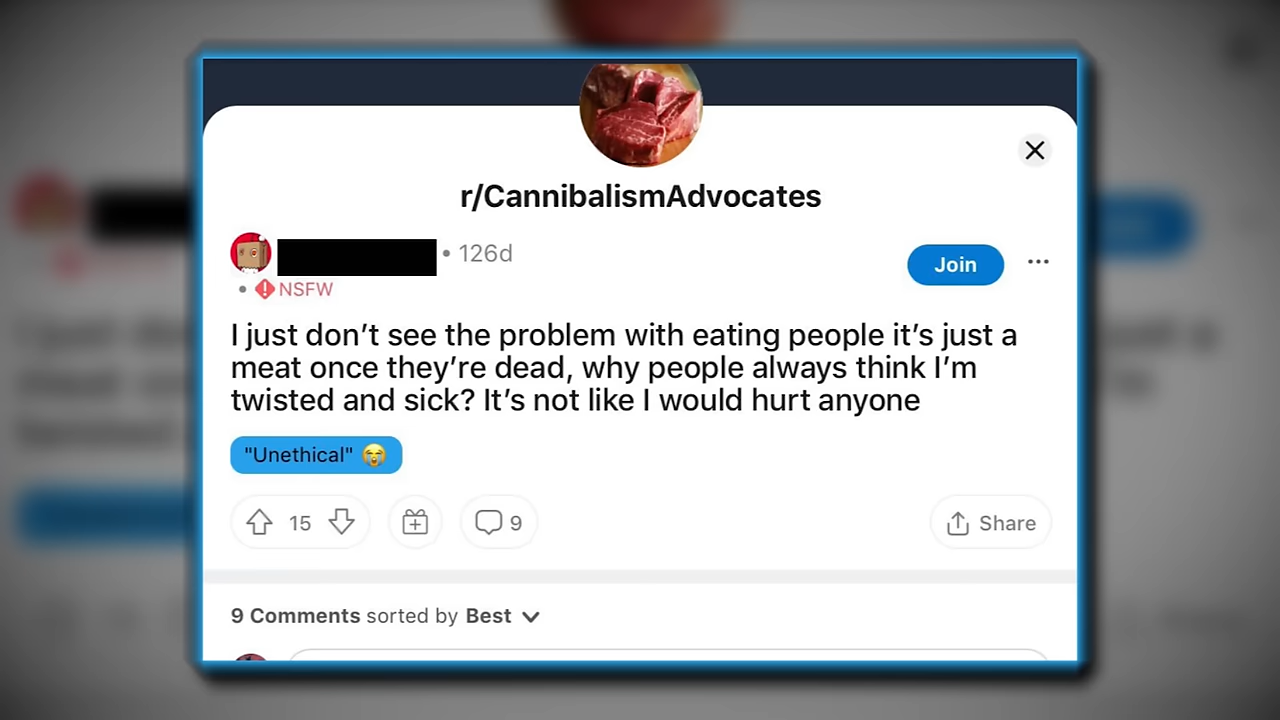 r/CannibalismAdvocates
• 126d
Join
• NSFW
I just don’t see the problem with eating people it’s just a
meat once they’re dead, why people always think I’m
twisted and sick? It’s not like I would hurt anyone
"Unethical" 😭
15
9
Share
9 Comments sorted by Best